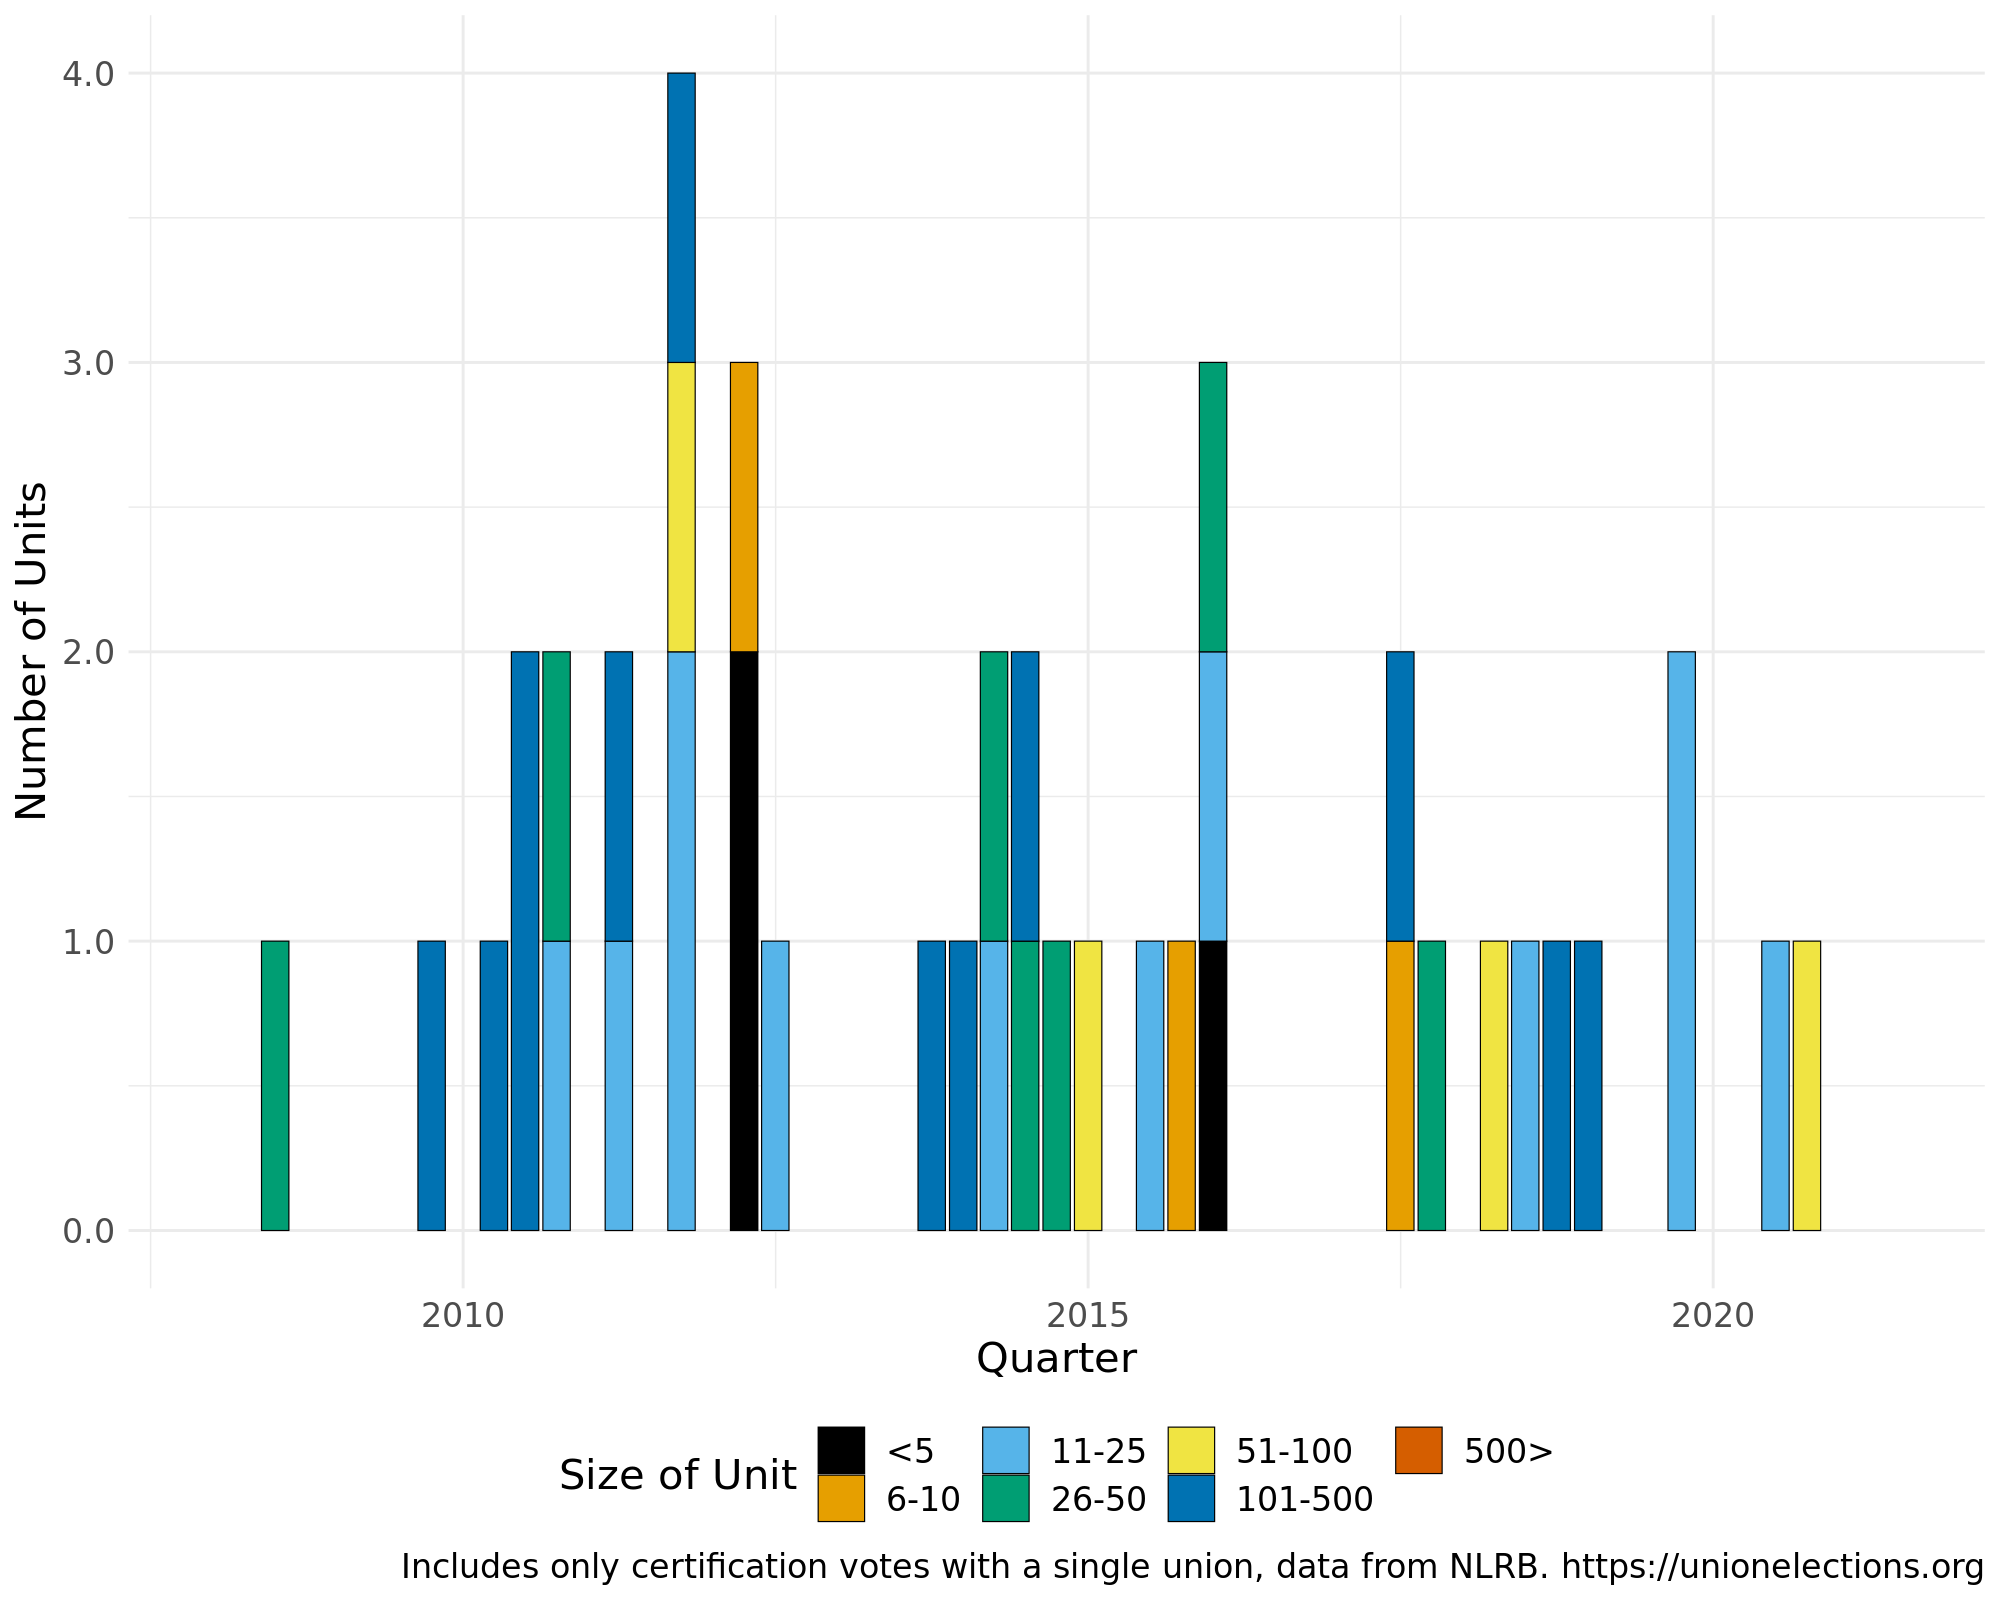 4.0
3.0
2.0
1.0
0.0
Number of Units
2010 2015 2020
Quarter
Size of Unit
<5 11-25 51-100 500>
6-10 26-50 101-500
Includes only certification votes with a single union, data from NLRB. https://unionelections.org